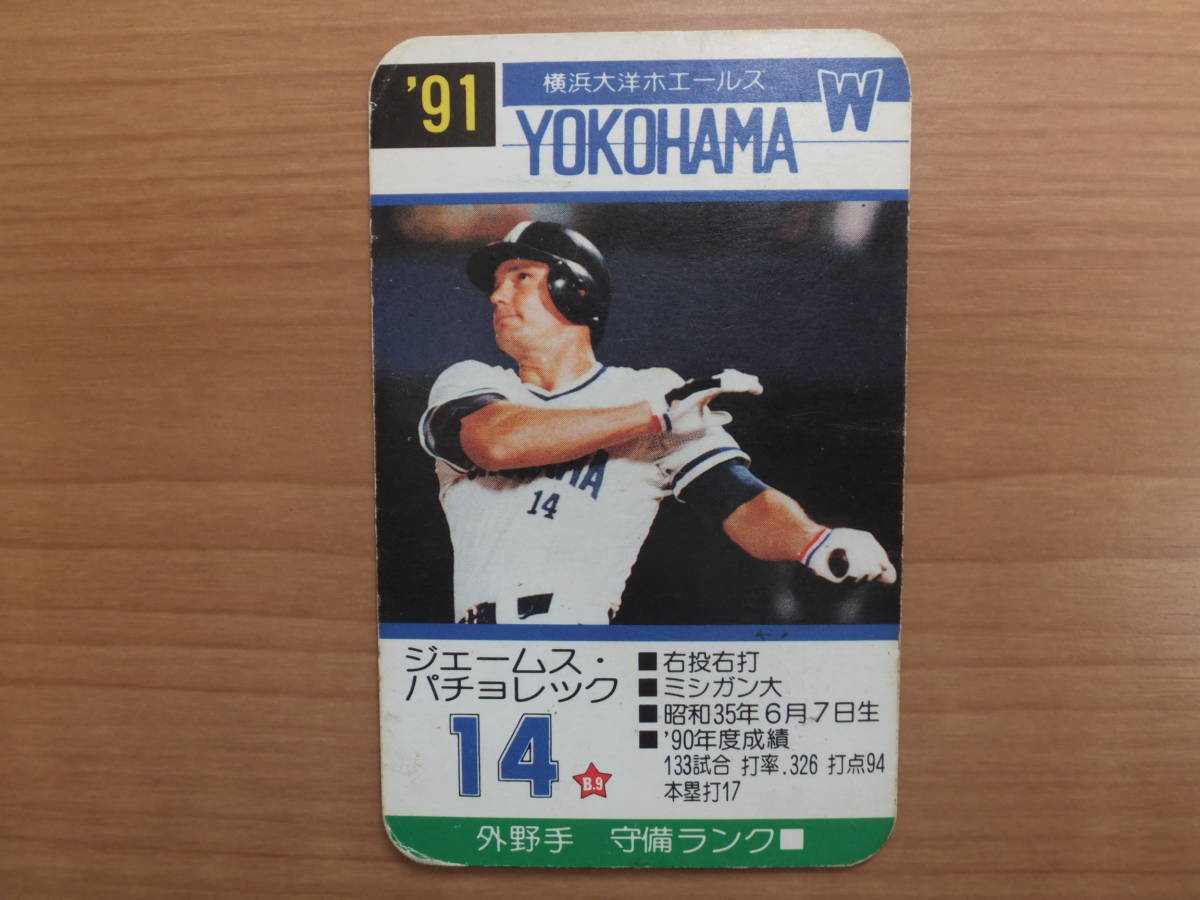 '91
横浜大洋ホエールズ
W
YOKOHAMA
14
ジェームス・
パチョレック
14
B.9
■右投右打
■ミシガン大
■昭和35年6月7日生
■'90年度成績
133試合 打率.326 打点94
本塁打17
外野手 守備ランク■